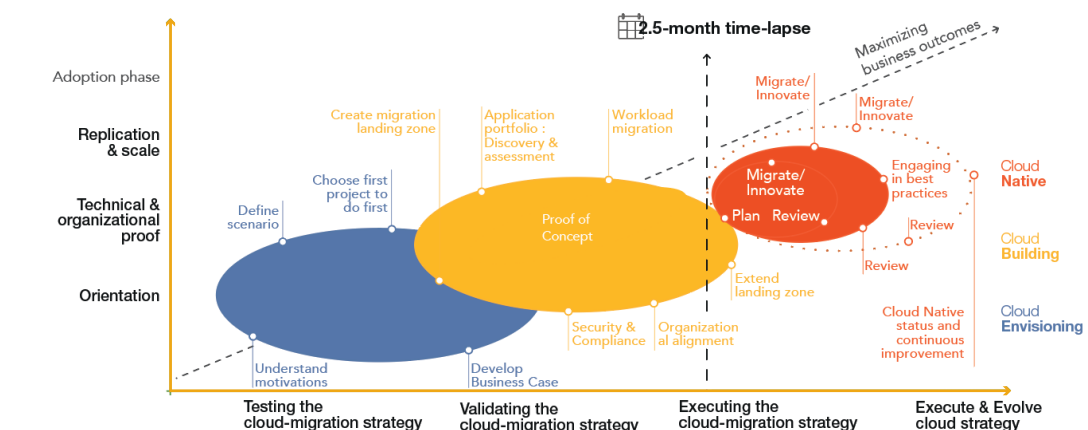 2.5-month time-lapse
Maximizing
business outcomes
Adoption phase
Replication
& scale
Technical &
organizational
proof
Orientation
Define
scenario
Choose first
project to
do first
Understand
motivations
Develop
Business Case
Create migration
landing zone
Application
portfolio :
Discovery &
assessment
Workload
migration
Proof of
Concept
Security &
Compliance
Organization
al alignment
Extend
landing zone
Migrate/
Innovate
Migrate/
Innovate
Migrate/
Innovate
Plan Review
Engaging
in best
practices
Review
Review
Cloud Native
status and
continuous
improvement
Cloud
Native
Cloud
Building
Cloud
Envisioning
Testing the
cloud-migration strategy
Validating the
cloud-migration strategy
Executing the
cloud-migration strategy
Execute & Evolve
cloud strategy